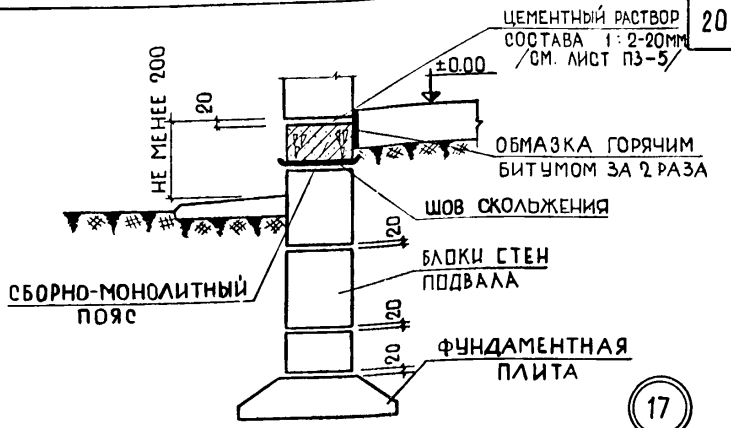 ЦЕМЕНТНЫЙ РАСТВОР
СОСТАВА 1:2-20ММ
/СМ. ЛИСТ ПЗ-5/
20
±0.00
НЕ МЕНЕЕ 200
20
ОБМАЗКА ГОРЯЧИМ
БИТУМОМ ЗА 2 РАЗА
ШОВ СКОЛЬЖЕНИЯ
20
БЛОКИ СТЕН
ПОДВАЛА
СБОРНО-МОНОЛИТНЫЙ
ПОЯС
20
20
ФУНДАМЕНТНАЯ
ПЛИТА
17